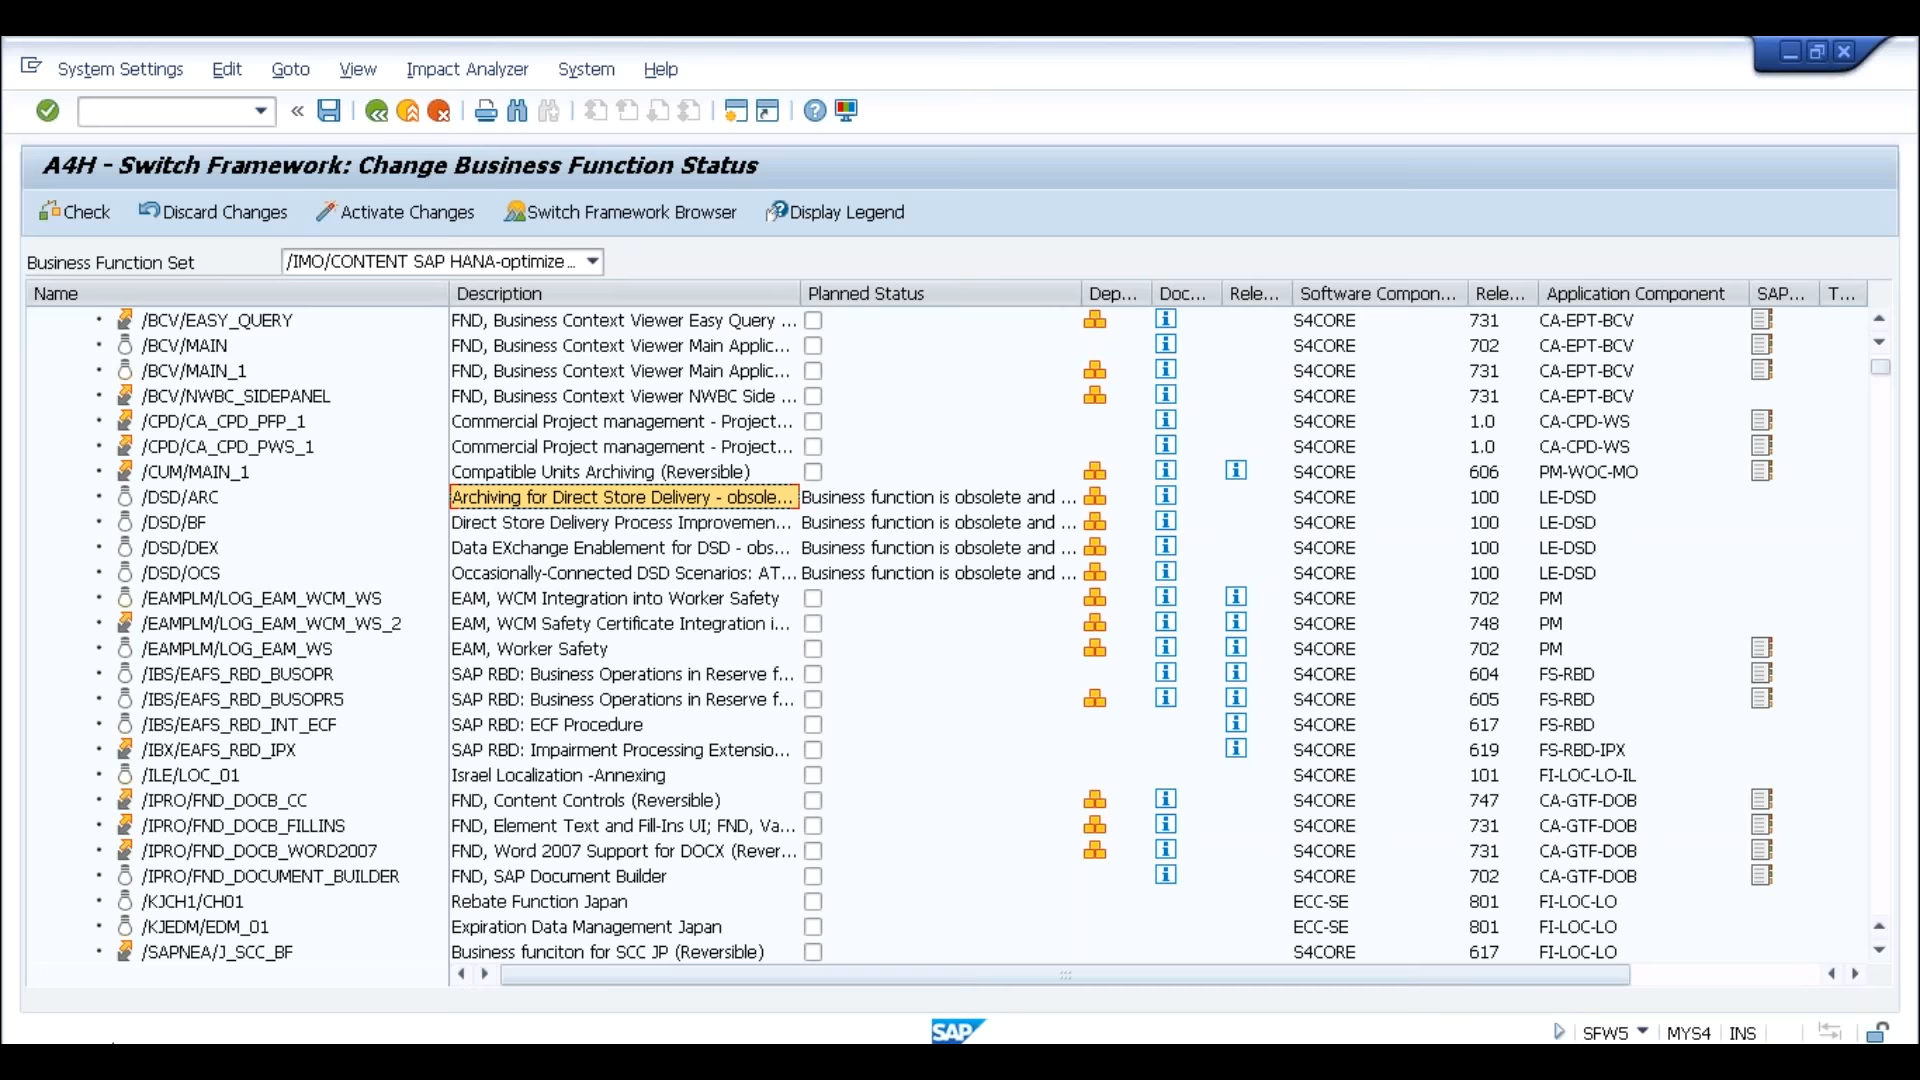 System Settings Edit Goto View Impact Analyzer System Help
A4H - Switch Framework: Change Business Function Status
Check Discard Changes Activate Changes Switch Framework Browser Display Legend
Business Function Set /IMO/CONTENT SAP HANA-optimize...
Name Description Planned Status Dep... Doc... Rele... Software Compon... Rele... Application Component SAP... T...
/BCV/EASY_QUERY FND, Business Context Viewer Easy Query ... S4CORE 731 CA-EPT-BCV
/BCV/MAIN FND, Business Context Viewer Main Applic... S4CORE 702 CA-EPT-BCV
/BCV/MAIN_1 FND, Business Context Viewer Main Applic... S4CORE 731 CA-EPT-BCV
/BCV/NWBC_SIDEPANEL FND, Business Context Viewer NWBC Side ... S4CORE 731 CA-EPT-BCV
/CPD/CA_CPD_PFP_1 Commercial Project management - Project... S4CORE 1.0 CA-CPD-WS
/CPD/CA_CPD_PWS_1 Commercial Project management - Project... S4CORE 1.0 CA-CPD-WS
/CUM/MAIN_1 Compatible Units Archiving (Reversible) S4CORE 606 PM-WOC-MO
/DSD/ARC Archiving for Direct Store Delivery - obsole... Business function is obsolete and ... S4CORE 100 LE-DSD
/DSD/BF Direct Store Delivery Process Improvemen... Business function is obsolete and ... S4CORE 100 LE-DSD
/DSD/DEX Data EXchange Enablement for DSD - obs... Business function is obsolete and ... S4CORE 100 LE-DSD
/DSD/OCS Occasionally-Connected DSD Scenarios: AT... Business function is obsolete and ... S4CORE 100 LE-DSD
/EAMPLM/LOG_EAM_WCM_WS EAM, WCM Integration into Worker Safety S4CORE 702 PM
/EAMPLM/LOG_EAM_WCM_WS_2 EAM, WCM Safety Certificate Integration i... S4CORE 748 PM
/EAMPLM/LOG_EAM_WS EAM, Worker Safety S4CORE 702 PM
/IBS/EAFS_RBD_BUSOPR SAP RBD: Business Operations in Reserve f... S4CORE 604 FS-RBD
/IBS/EAFS_RBD_BUSOPR5 SAP RBD: Business Operations in Reserve f... S4CORE 605 FS-RBD
/IBS/EAFS_RBD_INT_ECF SAP RBD: ECF Procedure S4CORE 617 FS-RBD
/IBX/EAFS_RBD_IPX SAP RBD: Impairment Processing Extensio... S4CORE 619 FS-RBD-IPX
/ILE/LOC_01 Israel Localization -Annexing S4CORE 101 FI-LOC-LO-IL
/IPRO/FND_DOCB_CC FND, Content Controls (Reversible) S4CORE 747 CA-GTF-DOB
/IPRO/FND_DOCB_FILLINS FND, Element Text and Fill-Ins UI; FND, Va... S4CORE 731 CA-GTF-DOB
/IPRO/FND_DOCB_WORD2007 FND, Word 2007 Support for DOCX (Rever... S4CORE 731 CA-GTF-DOB
/IPRO/FND_DOCUMENT_BUILDER FND, SAP Document Builder S4CORE 702 CA-GTF-DOB
/KJCH1/CH01 Rebate Function Japan ECC-SE 801 FI-LOC-LO
/KJEDM/EDM_01 Expiration Data Management Japan ECC-SE 801 FI-LOC-LO
/SAPNEA/J_SCC_BF Business funciton for SCC JP (Reversible) S4CORE 617 FI-LOC-LO
SAP SFW5 MYS4 INS